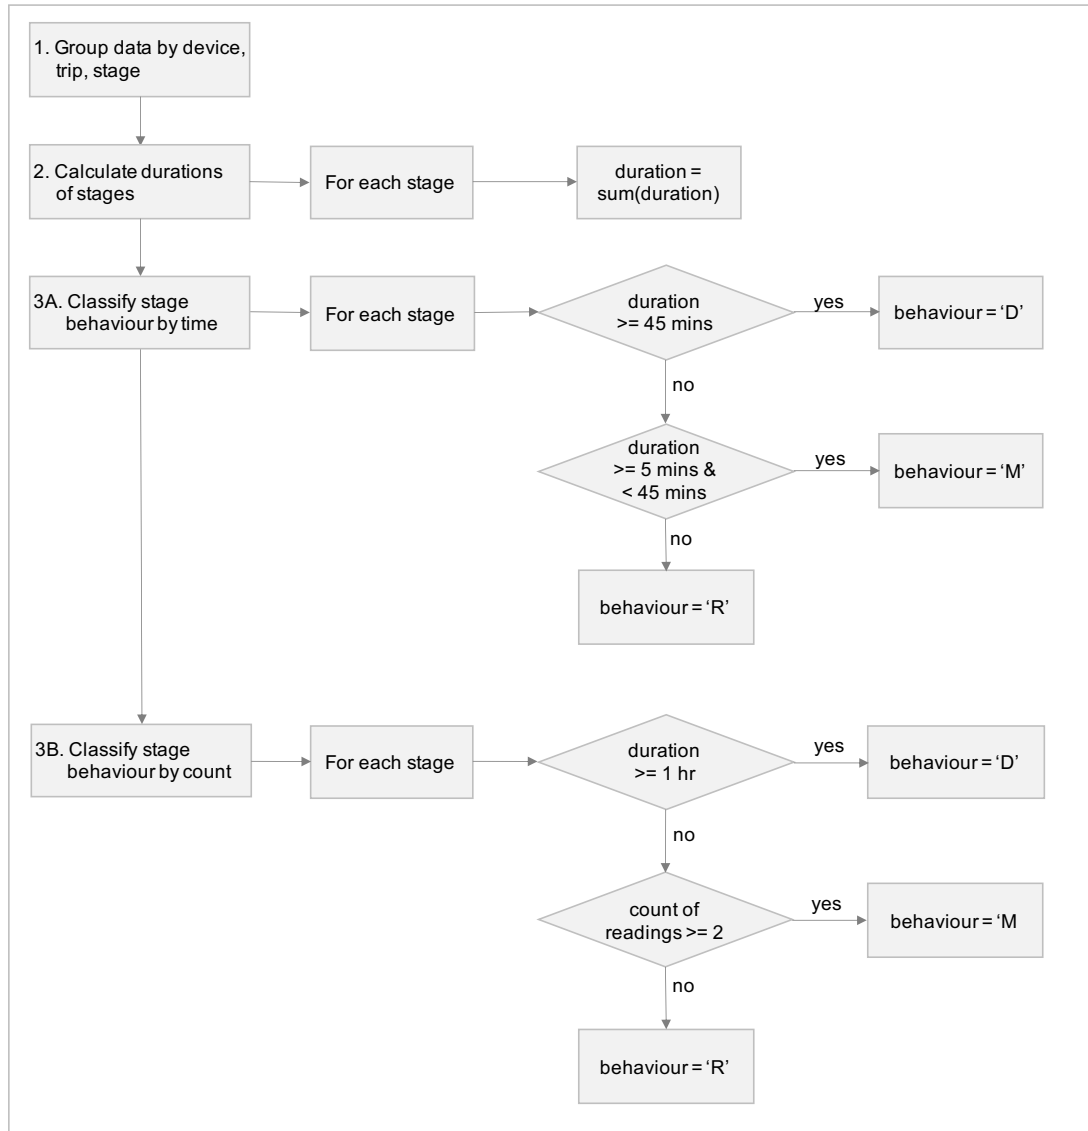 1. Group data by device,
trip, stage
2. Calculate durations
of stages
For each stage
duration =
sum(duration)
3A. Classify stage
behaviour by time
For each stage
duration
>= 45 mins
yes
behaviour = ‘D’
no
duration
>= 5 mins &
< 45 mins
yes
behaviour = ‘M’
no
behaviour = ‘R’
3B. Classify stage
behaviour by count
For each stage
duration
>= 1 hr
yes
behaviour = ‘D’
no
count of
readings >= 2
yes
behaviour = ‘M
no
behaviour = ‘R’